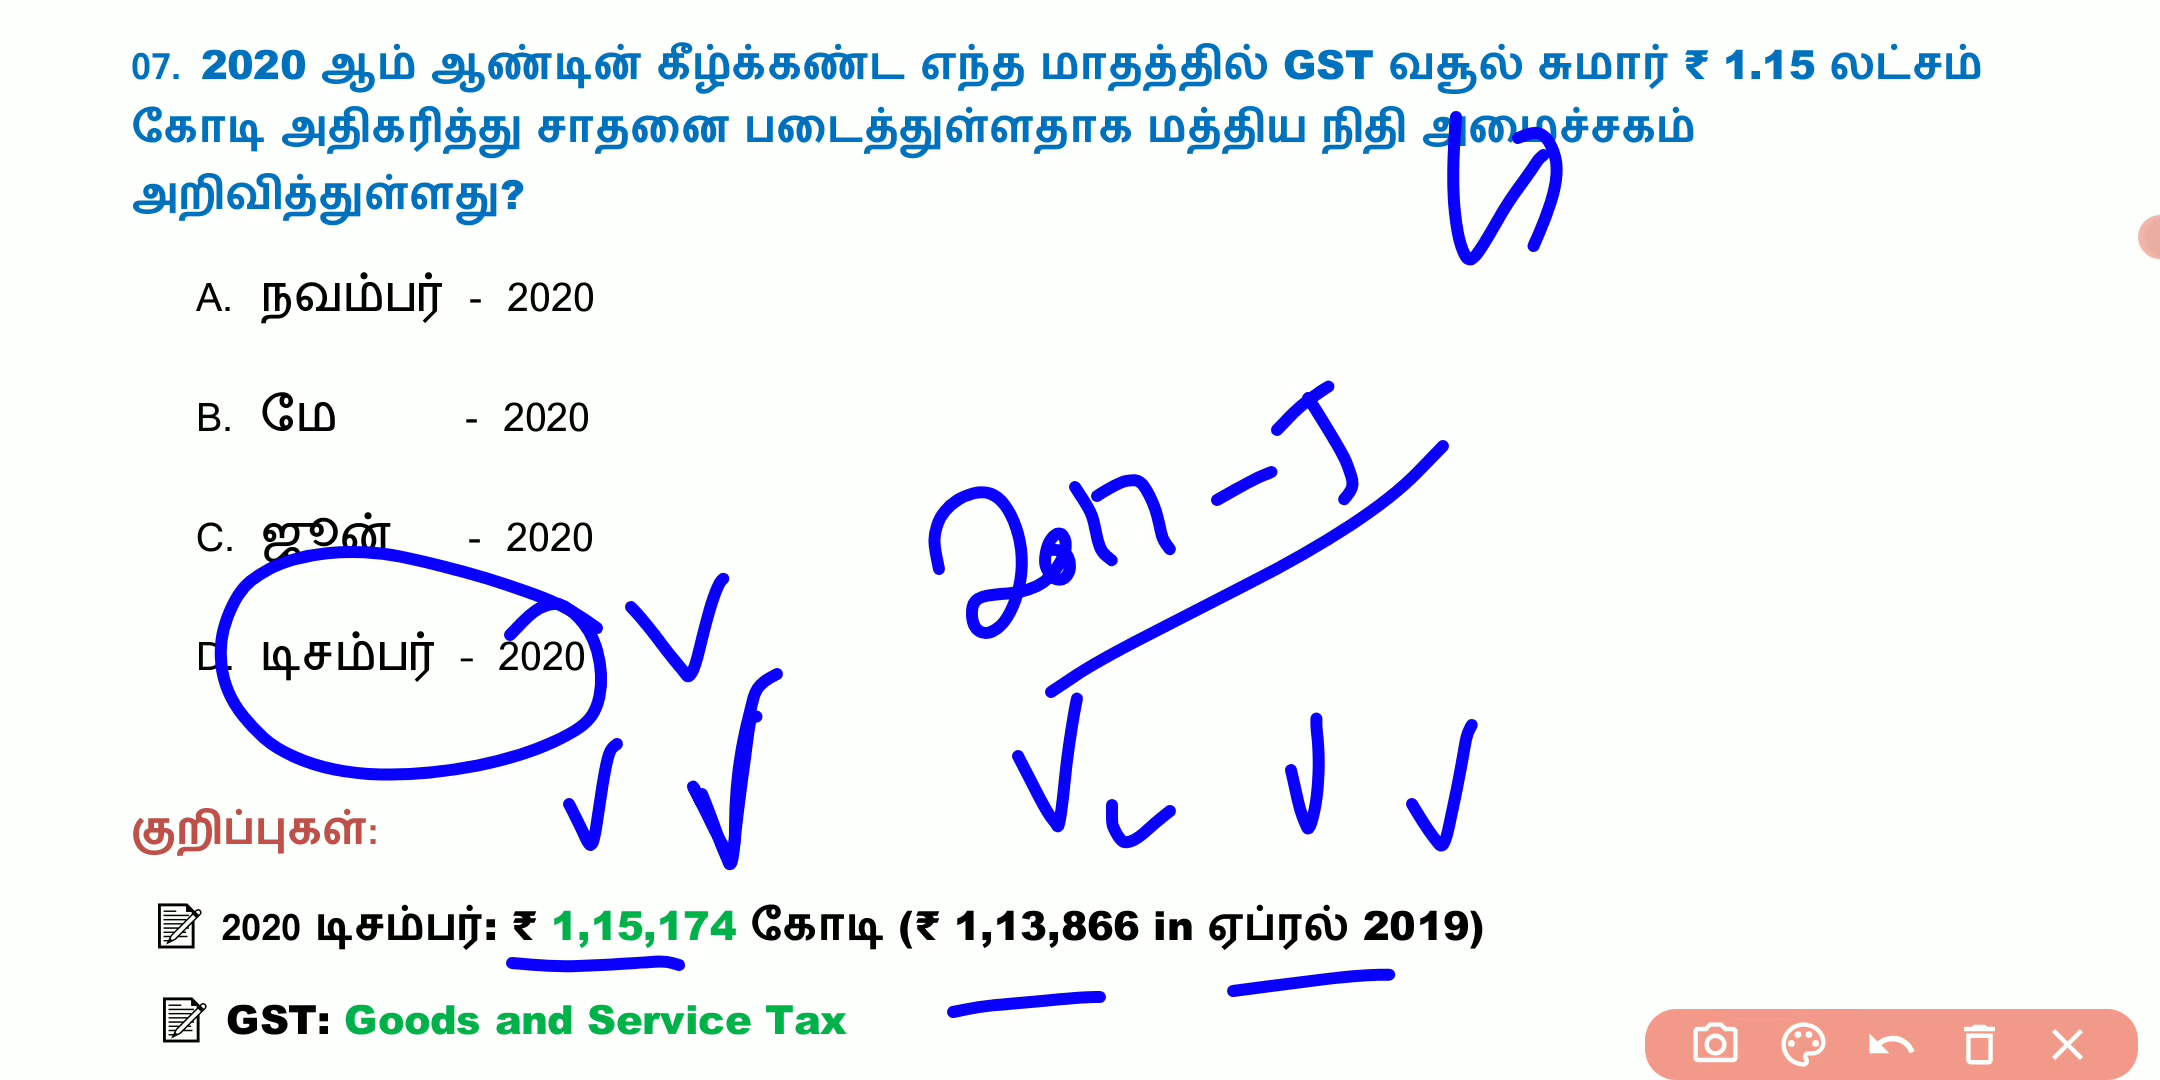 07. 2020 ஆம் ஆண்டின் கீழ்க்கண்ட எந்த மாதத்தில் GST வசூல் சுமார் ₹ 1.15 லட்சம்
கோடி அதிகரித்து சாதனை படைத்துள்ளதாக மத்திய நிதி அமைச்சகம்
அறிவித்துள்ளது?
A. நவம்பர் - 2020
B. மே - 2020
C. ஜூன் - 2020
D. டிசம்பர் - 2020
குறிப்புகள்:
2020 டிசம்பர்: ₹ 1,15,174 கோடி (₹ 1,13,866 in ஏப்ரல் 2019)
GST: Goods and Service Tax